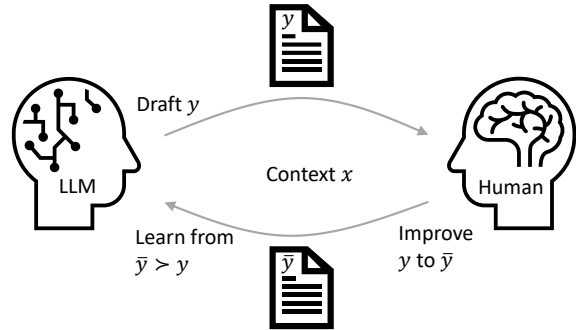 y
Draft y
LLM
Context x
Human
Learn from
ȳ ≻ y
ȳ
Improve
y to ȳ